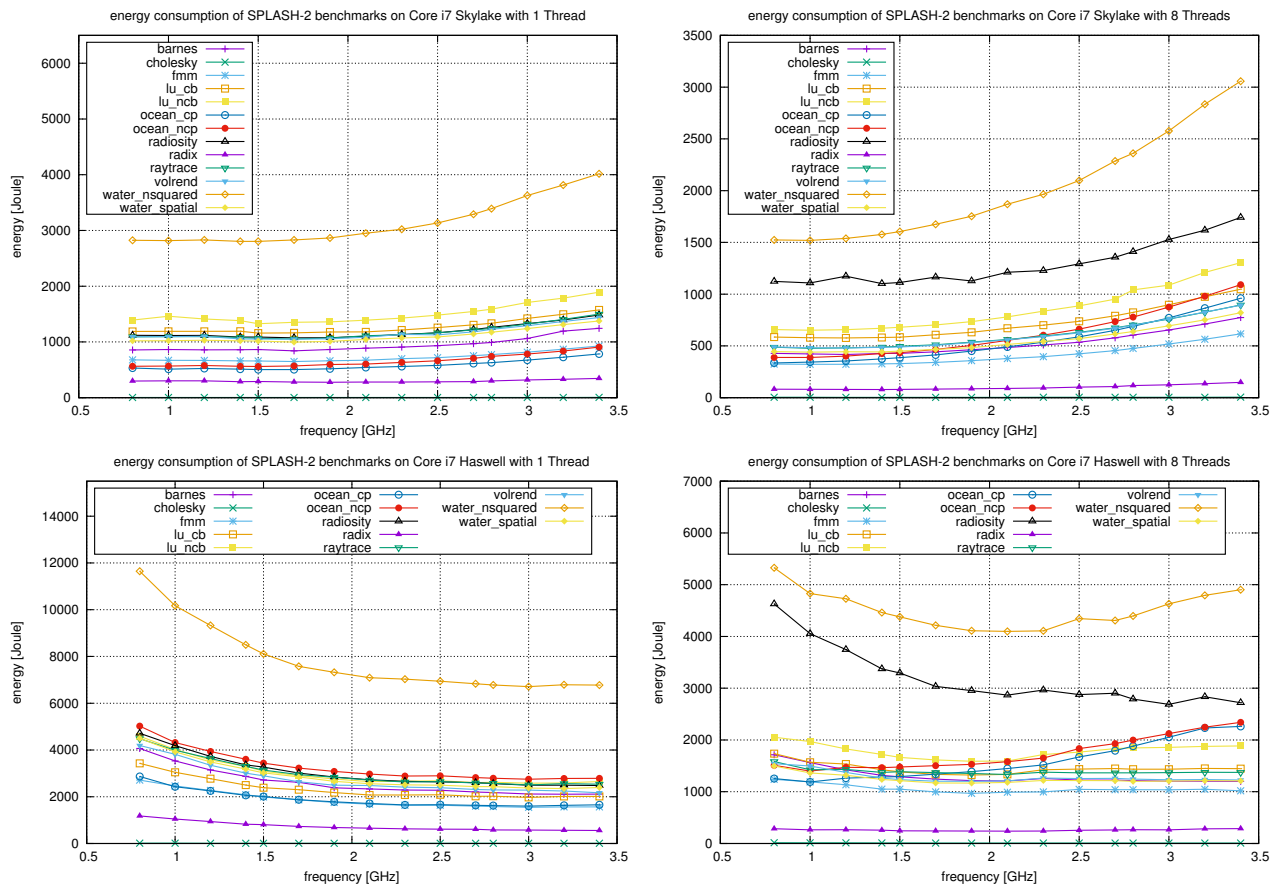 energy consumption of SPLASH-2 benchmarks on Core i7 Skylake with 1 Thread
energy [Joule]
6000
5000
4000
3000
2000
1000
0
barnes
cholesky
fmm
lu_cb
lu_ncb
ocean_cp
ocean_ncp
radiosity
radix
raytrace
volrend
water_nsquared
water_spatial
0.5 1 1.5 2 2.5 3 3.5
frequency [GHz]
energy consumption of SPLASH-2 benchmarks on Core i7 Skylake with 8 Threads
energy [Joule]
3500
3000
2500
2000
1500
1000
500
0
barnes
cholesky
fmm
lu_cb
lu_ncb
ocean_cp
ocean_ncp
radiosity
radix
raytrace
volrend
water_nsquared
water_spatial
0.5 1 1.5 2 2.5 3 3.5
frequency [GHz]
energy consumption of SPLASH-2 benchmarks on Core i7 Haswell with 1 Thread
energy [Joule]
14000
12000
10000
8000
6000
4000
2000
0
barnes ocean_cp volrend
cholesky ocean_ncp water_nsquared
fmm radiosity water_spatial
lu_cb radix
lu_ncb raytrace
0.5 1 1.5 2 2.5 3 3.5
frequency [GHz]
energy consumption of SPLASH-2 benchmarks on Core i7 Haswell with 8 Threads
energy [Joule]
7000
6000
5000
4000
3000
2000
1000
0
barnes ocean_cp volrend
cholesky ocean_ncp water_nsquared
fmm radiosity water_spatial
lu_cb radix
lu_ncb raytrace
0.5 1 1.5 2 2.5 3 3.5
frequency [GHz]